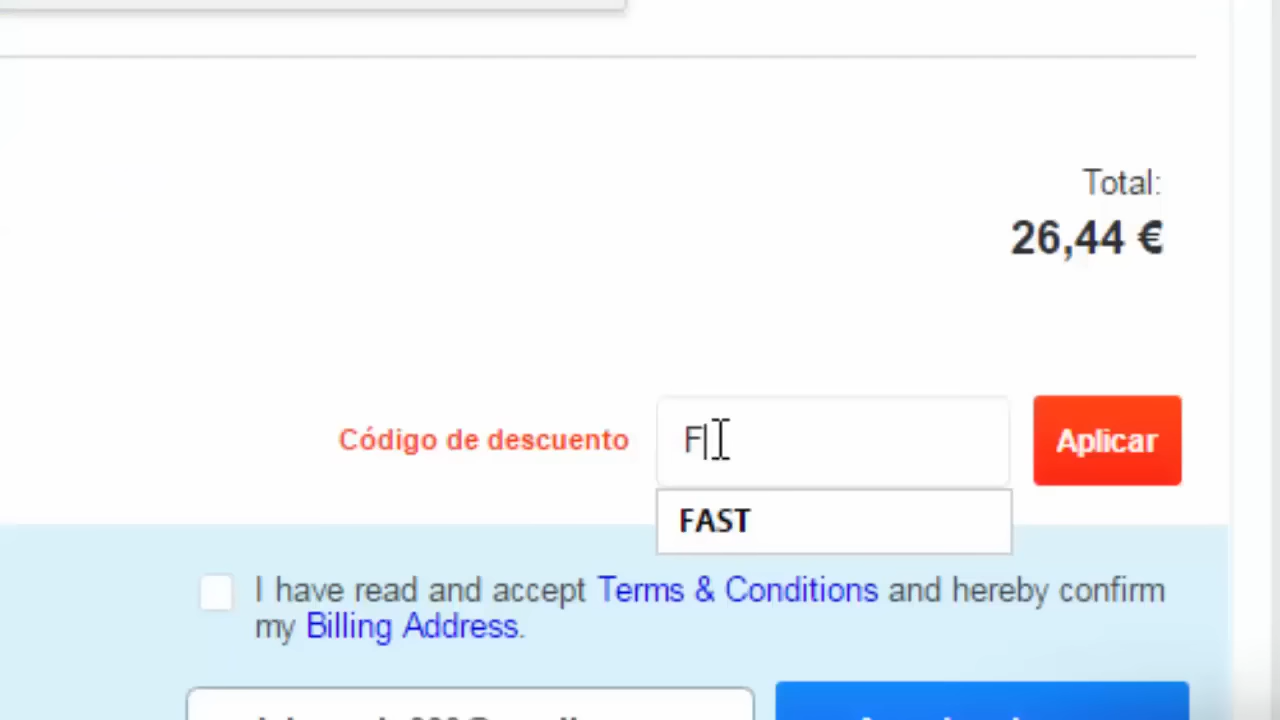 Total:
26,44 €
Código de descuento
F
Aplicar
FAST
I have read and accept Terms & Conditions and hereby confirm
my Billing Address.